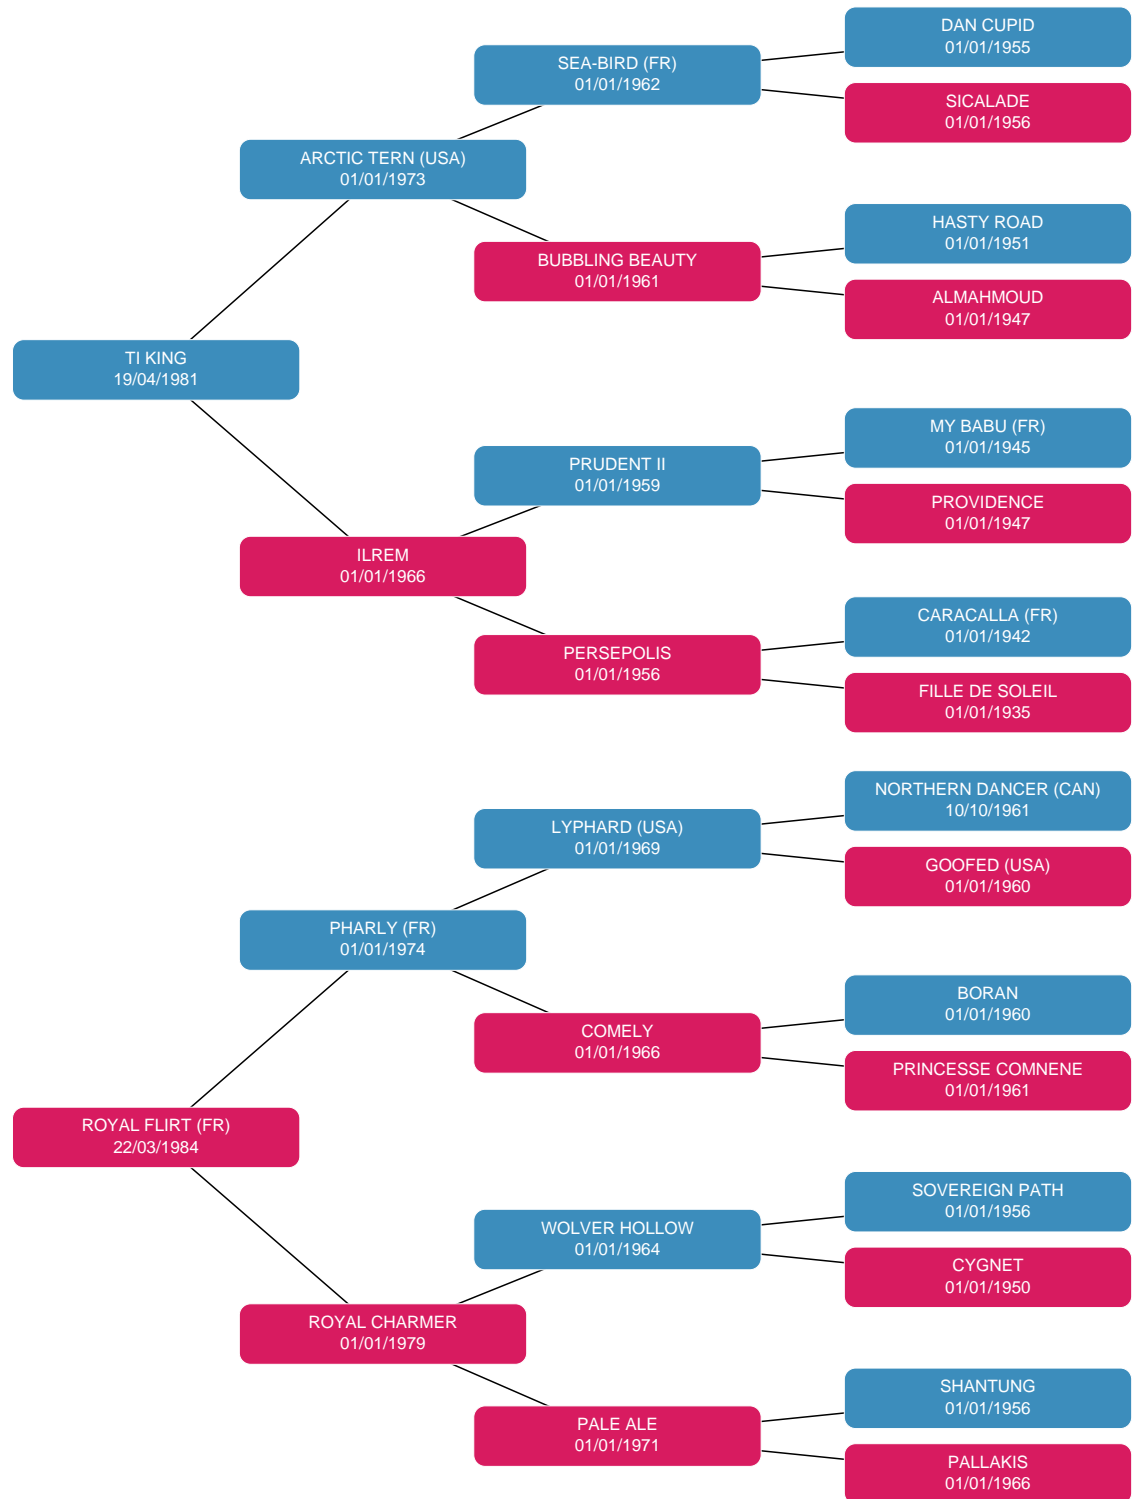 DAN CUPID
01/01/1955
SEA-BIRD (FR)
01/01/1962
SICALADE
01/01/1956
ARCTIC TERN (USA)
01/01/1973
HASTY ROAD
01/01/1951
BUBBLING BEAUTY
01/01/1961
ALMAHMOUD
01/01/1947
TI KING
19/04/1981
MY BABU (FR)
01/01/1945
PRUDENT II
01/01/1959
PROVIDENCE
01/01/1947
ILREM
01/01/1966
CARACALLA (FR)
01/01/1942
PERSEPOLIS
01/01/1956
FILLE DE SOLEIL
01/01/1935
NORTHERN DANCER (CAN)
10/10/1961
LYPHARD (USA)
01/01/1969
GOOFED (USA)
01/01/1960
PHARLY (FR)
01/01/1974
BORAN
01/01/1960
COMELY
01/01/1966
PRINCESSE COMNENE
01/01/1961
ROYAL FLIRT (FR)
22/03/1984
SOVEREIGN PATH
01/01/1956
WOLVER HOLLOW
01/01/1964
CYGNET
01/01/1950
ROYAL CHARMER
01/01/1979
SHANTUNG
01/01/1956
PALE ALE
01/01/1971
PALLAKIS
01/01/1966